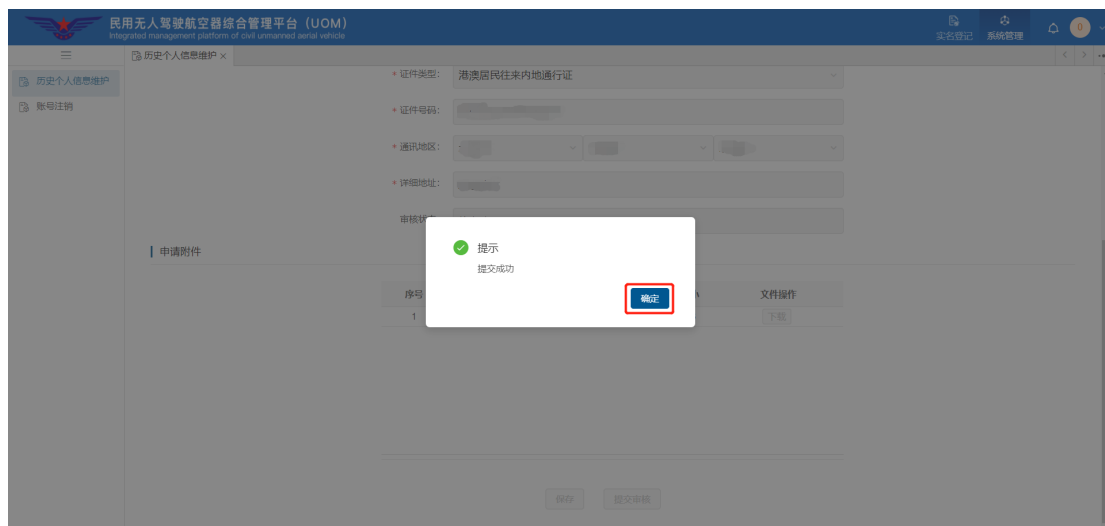 民用无人驾驶航空器综合管理平台（UOM）
Integrated management platform of civil unmanned aerial vehicle
实名登记
系统管理
0
历史个人信息维护 ×
历史个人信息维护
账号注销
* 证件类型： 港澳居民往来内地通行证
* 证件号码：
* 通讯地区：
* 详细地址：
审核状
申请附件
提示
提交成功
确定
序号
文件操作
1
下载
保存
提交审核